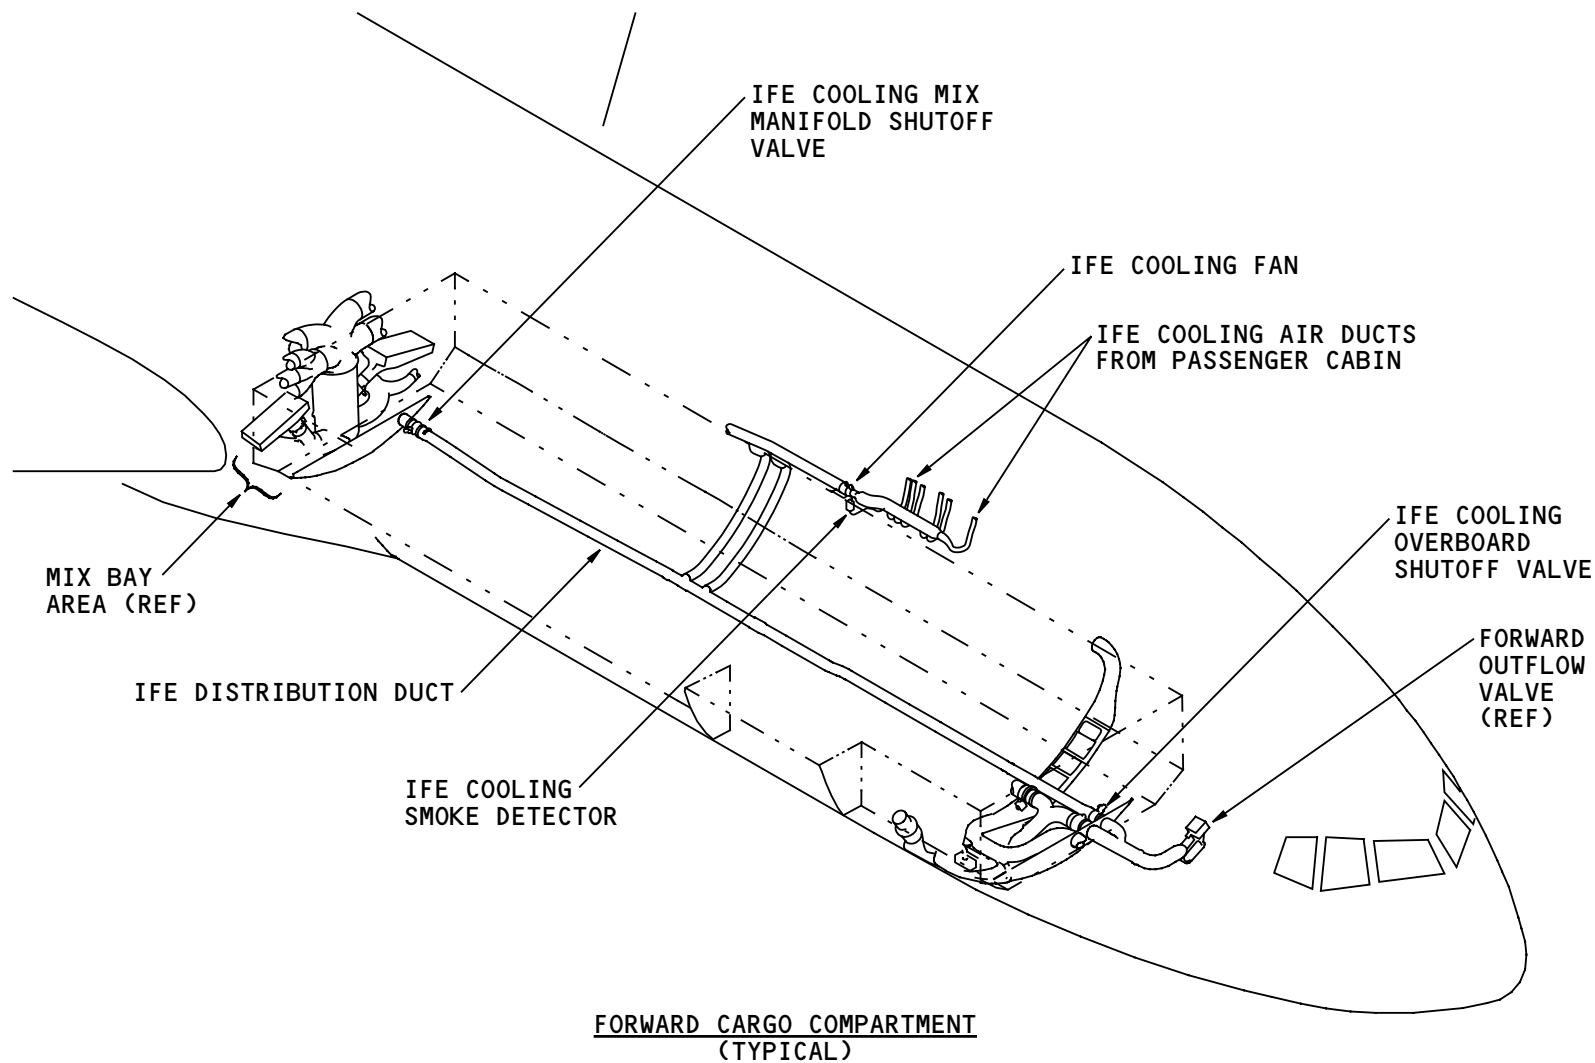 IFE COOLING MIX
MANIFOLD SHUTOFF
VALVE
IFE COOLING FAN
IFE COOLING AIR DUCTS
FROM PASSENGER CABIN
IFE COOLING
OVERBOARD
SHUTOFF VALVE
MIX BAY
AREA (REF)
FORWARD
OUTFLOW
VALVE
(REF)
IFE DISTRIBUTION DUCT
IFE COOLING
SMOKE DETECTOR
FORWARD CARGO COMPARTMENT
(TYPICAL)